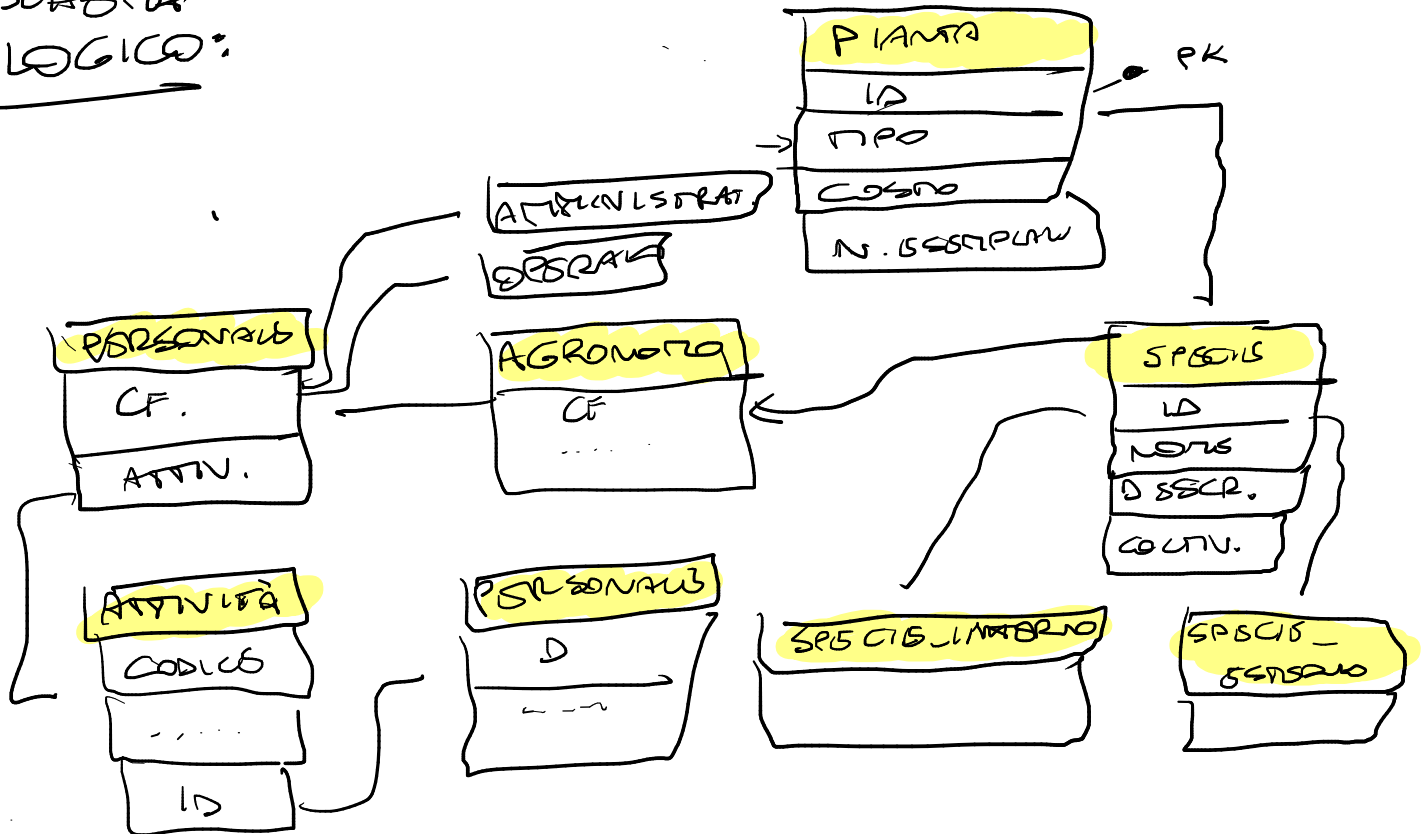 LOGICO:
PIANTA
PK
ID
TIPO
COSTO
N. ESEMPLARI
AMMINISTRAT.
OPERAI
PERSONALE
CF.
ATTIV.
AGRONOMO
CF
.....
SPECIE
ID
NOME
DESCR.
COLTIV.
ATTIVITÀ
CODICE
.....
ID
PERSONALE
D
SPECIE_INTERNO
SPECIE_
ESTERNO